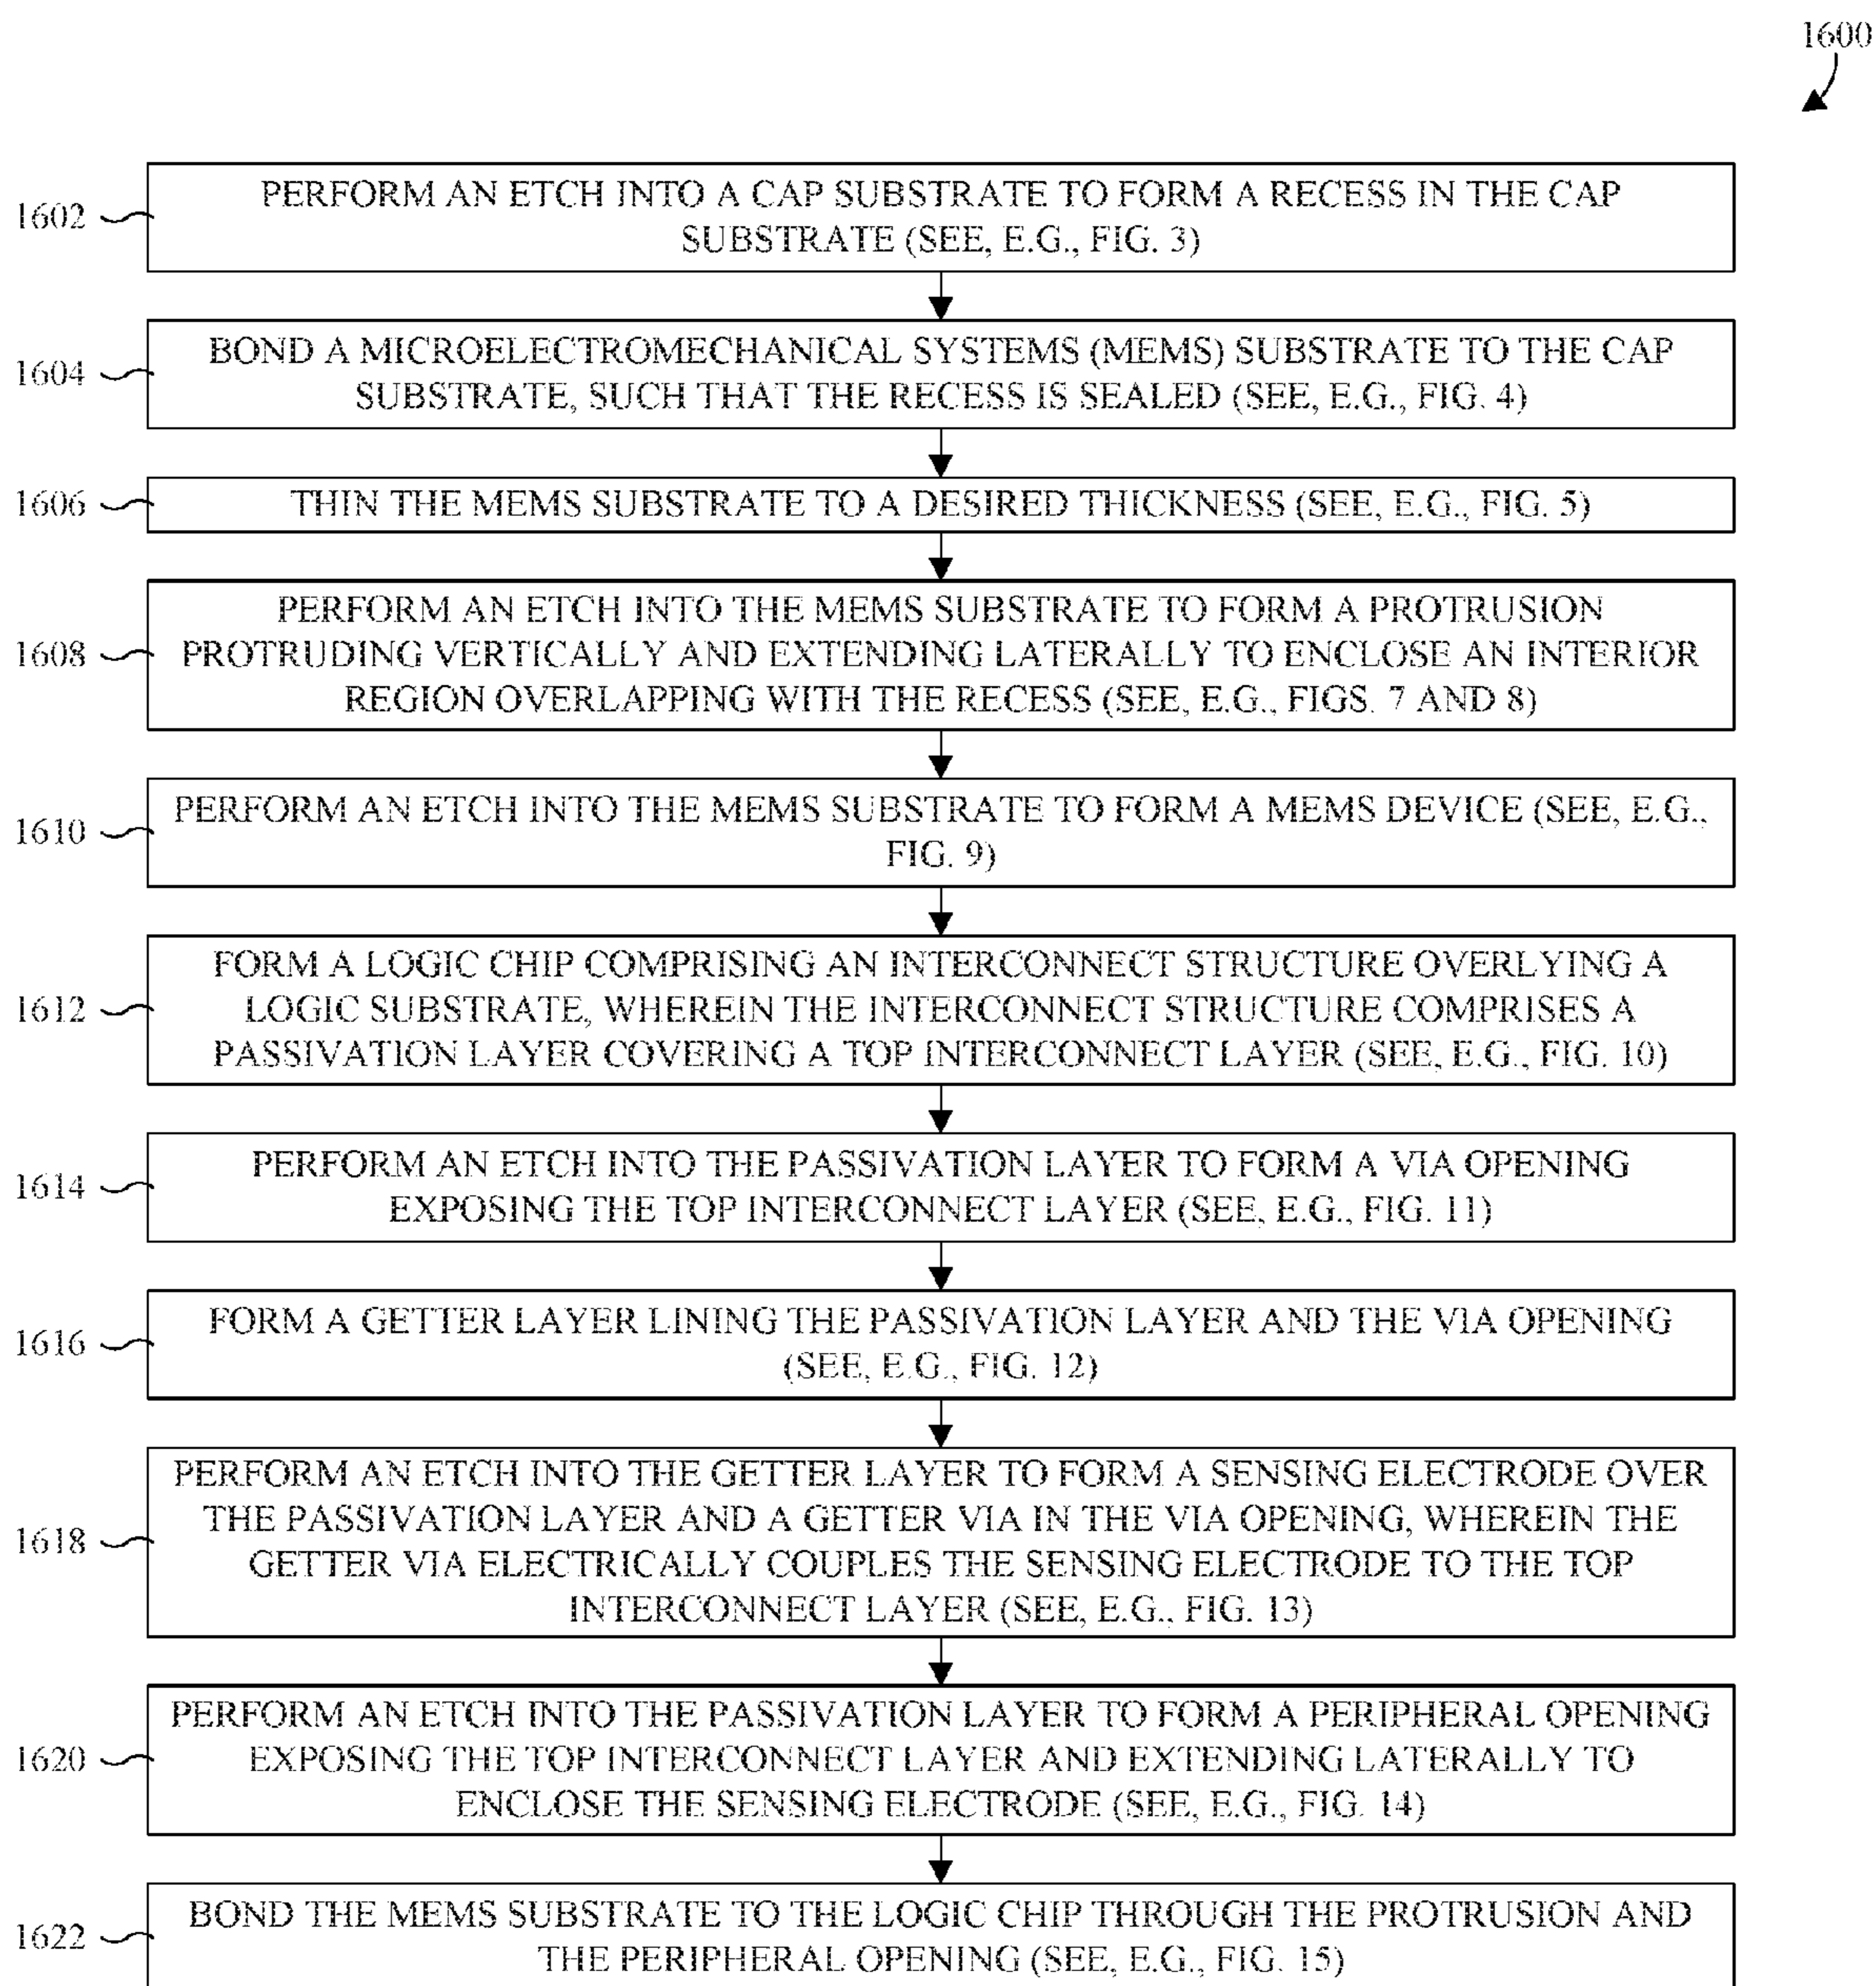 1600
1602
PERFORM AN ETCH INTO A CAP SUBSTRATE TO FORM A RECESS IN THE CAP
SUBSTRATE (SEE, E.G., FIG. 3)
1604
BOND A MICROELECTROMECHANICAL SYSTEMS (MEMS) SUBSTRATE TO THE CAP
SUBSTRATE, SUCH THAT THE RECESS IS SEALED (SEE, E.G., FIG. 4)
1606
THIN THE MEMS SUBSTRATE TO A DESIRED THICKNESS (SEE, E.G., FIG. 5)
1608
PERFORM AN ETCH INTO THE MEMS SUBSTRATE TO FORM A PROTRUSION
PROTRUDING VERTICALLY AND EXTENDING LATERALLY TO ENCLOSE AN INTERIOR
REGION OVERLAPPING WITH THE RECESS (SEE, E.G., FIGS. 7 AND 8)
1610
PERFORM AN ETCH INTO THE MEMS SUBSTRATE TO FORM A MEMS DEVICE (SEE, E.G.,
FIG. 9)
1612
FORM A LOGIC CHIP COMPRISING AN INTERCONNECT STRUCTURE OVERLYING A
LOGIC SUBSTRATE, WHEREIN THE INTERCONNECT STRUCTURE COMPRISES A
PASSIVATION LAYER COVERING A TOP INTERCONNECT LAYER (SEE, E.G., FIG. 10)
1614
PERFORM AN ETCH INTO THE PASSIVATION LAYER TO FORM A VIA OPENING
EXPOSING THE TOP INTERCONNECT LAYER (SEE, E.G., FIG. 11)
1616
FORM A GETTER LAYER LINING THE PASSIVATION LAYER AND THE VIA OPENING
(SEE, E.G., FIG. 12)
1618
PERFORM AN ETCH INTO THE GETTER LAYER TO FORM A SENSING ELECTRODE OVER
THE PASSIVATION LAYER AND A GETTER VIA IN THE VIA OPENING, WHEREIN THE
GETTER VIA ELECTRICALLY COUPLES THE SENSING ELECTRODE TO THE TOP
INTERCONNECT LAYER (SEE, E.G., FIG. 13)
1620
PERFORM AN ETCH INTO THE PASSIVATION LAYER TO FORM A PERIPHERAL OPENING
EXPOSING THE TOP INTERCONNECT LAYER AND EXTENDING LATERALLY TO
ENCLOSE THE SENSING ELECTRODE (SEE, E.G., FIG. 14)
1622
BOND THE MEMS SUBSTRATE TO THE LOGIC CHIP THROUGH THE PROTRUSION AND
THE PERIPHERAL OPENING (SEE, E.G., FIG. 15)